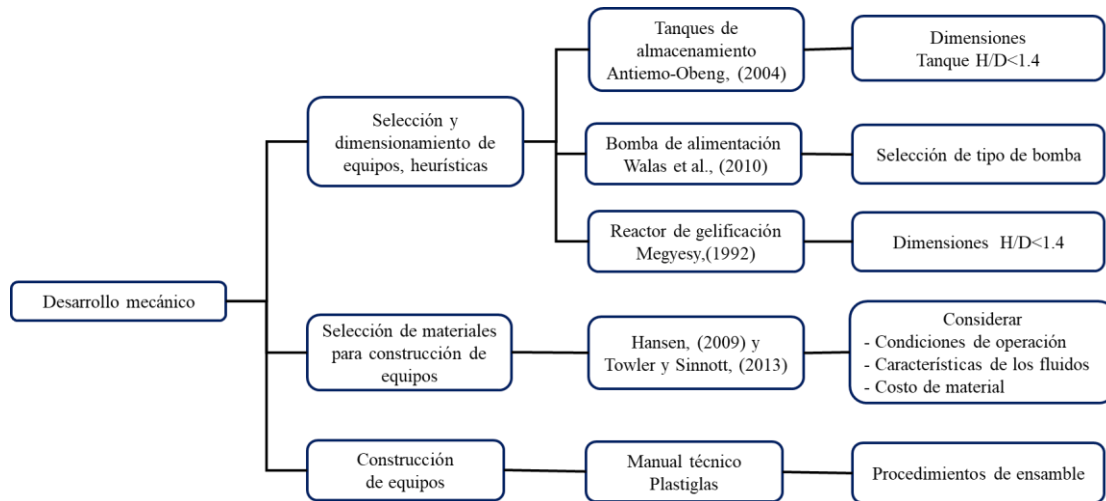 Desarrollo mecánico
Selección y
dimensionamiento de
equipos, heurísticas
Tanques de
almacenamiento
Antiemo-Obeng, (2004)
Dimensiones
Tanque H/D<1.4
Bomba de alimentación
Walas et al., (2010)
Selección de tipo de bomba
Reactor de gelificación
Megyesy,(1992)
Dimensiones H/D<1.4
Selección de materiales
para construcción de
equipos
Hansen, (2009) y
Towler y Sinnott, (2013)
Considerar
- Condiciones de operación
- Características de los fluidos
- Costo de material
Construcción
de equipos
Manual técnico
Plastiglas
Procedimientos de ensamble